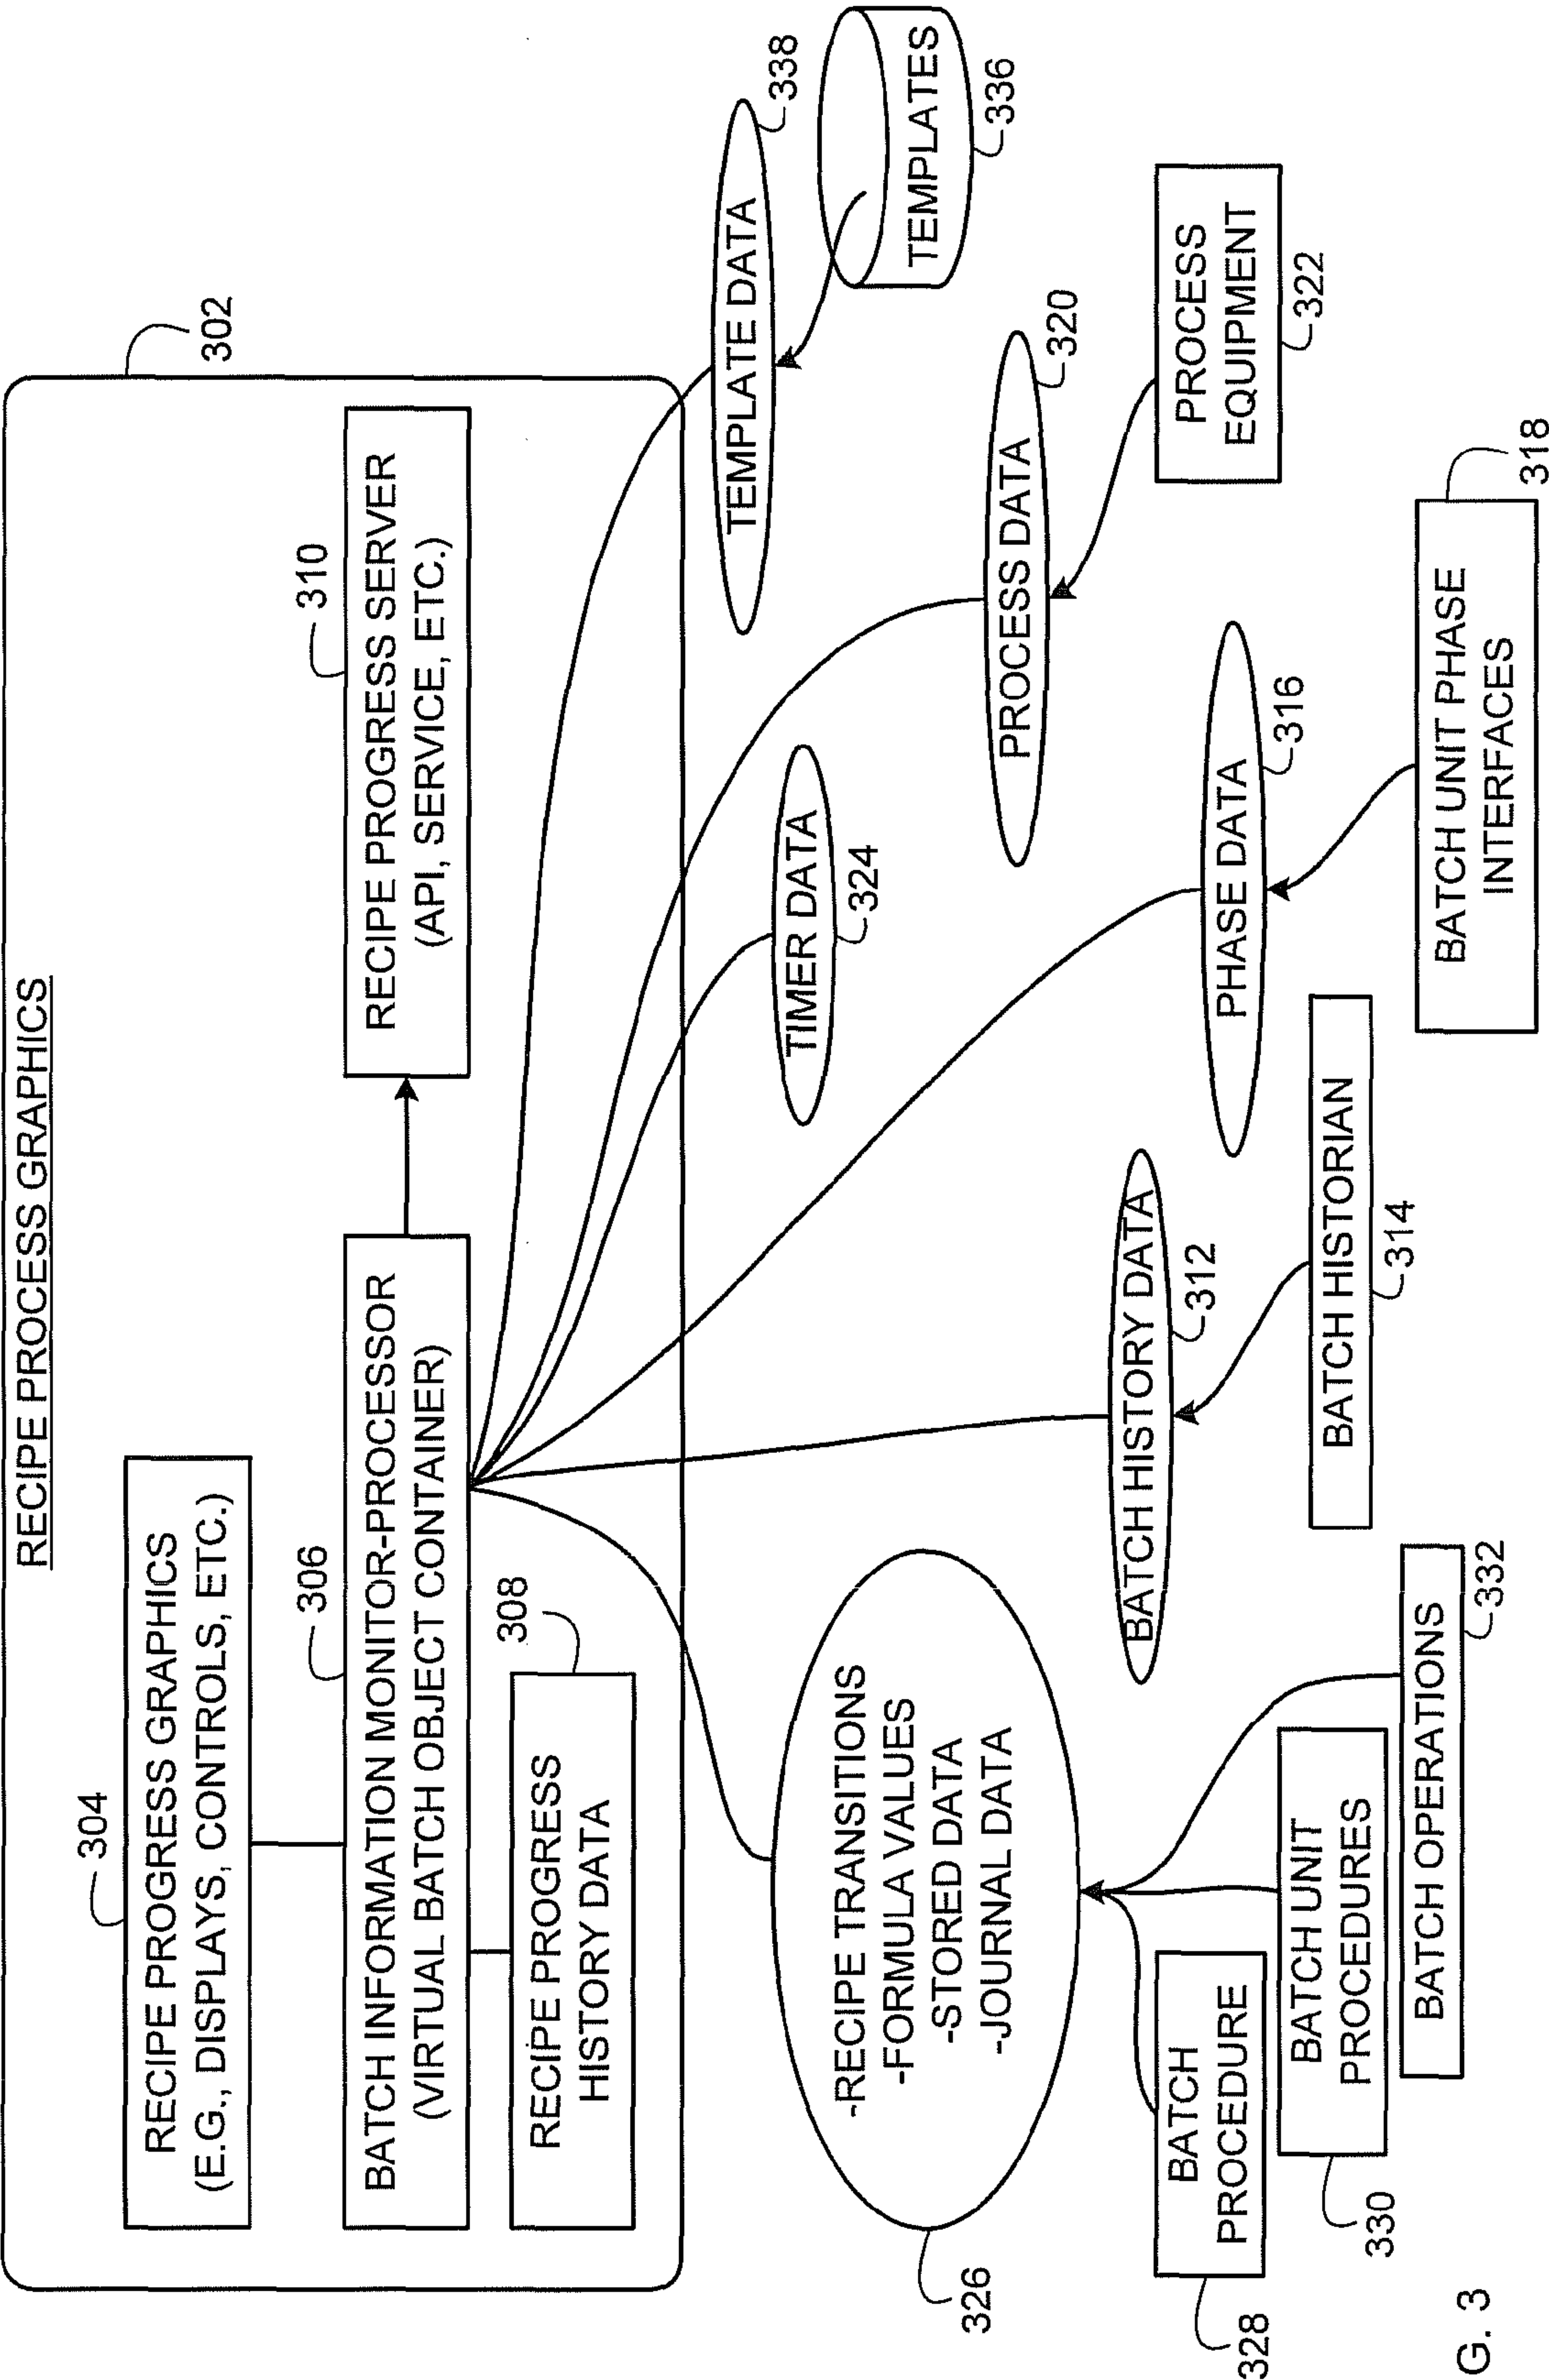 RECIPE PROCESS GRAPHICS
302
304
RECIPE PROGRESS GRAPHICS
(E.G., DISPLAYS, CONTROLS, ETC.)
306
BATCH INFORMATION MONITOR-PROCESSOR
(VIRTUAL BATCH OBJECT CONTAINER)
310
RECIPE PROGRESS SERVER
(API, SERVICE, ETC.)
308
RECIPE PROGRESS
HISTORY DATA
-RECIPE TRANSITIONS
-FORMULA VALUES
-STORED DATA
-JOURNAL DATA
326
BATCH HISTORY DATA
312
TIMER DATA
324
PHASE DATA
316
PROCESS DATA
320
TEMPLATE DATA
338
TEMPLATES
336
PROCESS
EQUIPMENT
322
BATCH UNIT PHASE
INTERFACES
318
BATCH HISTORIAN
314
BATCH
PROCEDURE
328
BATCH UNIT
PROCEDURES
330
BATCH OPERATIONS
332
G. 3